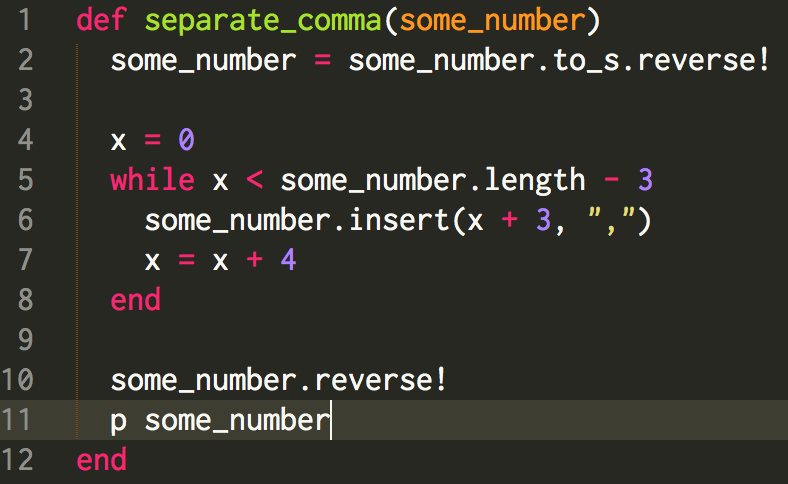 1 def separate_comma(some_number)
2   some_number = some_number.to_s.reverse!
3
4   x = 0
5   while x < some_number.length - 3
6     some_number.insert(x + 3, ",")
7     x = x + 4
8   end
9
10   some_number.reverse!
11   p some_number
12 end